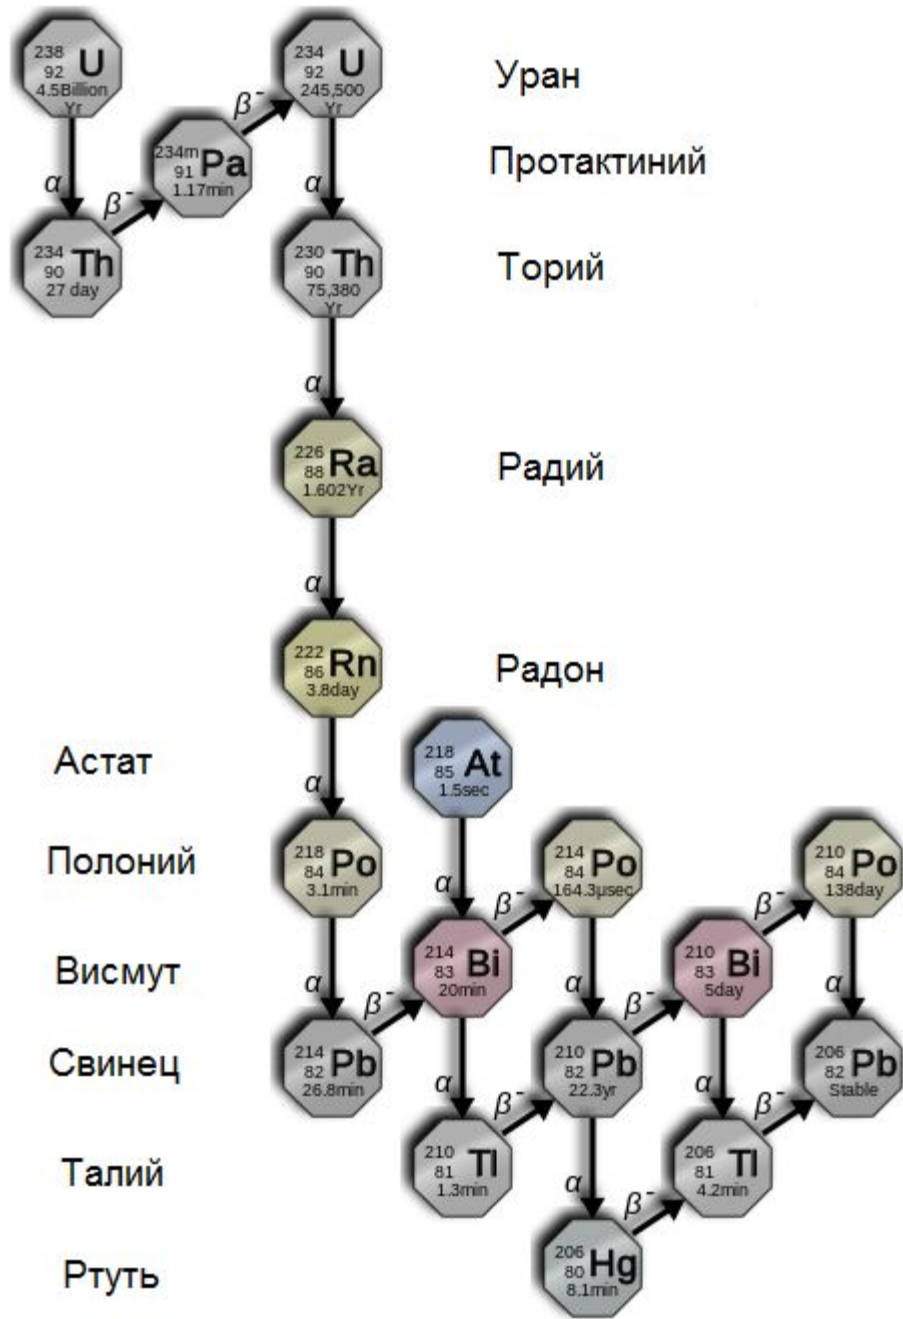 238
92 U
4.5Billion
Yr
234
92 U
245,500
Yr
Уран
β⁻
234m
91 Pa
1.17min
Протактиний
α
β⁻
α
234
90 Th
27 day
230
90 Th
75,380
Yr
Торий
α
226
88 Ra
1.602Yr
Радий
α
222
86 Rn
3.8day
Радон
Астат
α
218
85 At
1.5sec
Полоний
218
84 Po
3.1min
α
214
84 Po
164.3µsec
210
84 Po
138day
β⁻
β⁻
Висмут
α
214
83 Bi
20min
α
210
83 Bi
5day
α
β⁻
β⁻
Свинец
214
82 Pb
26.8min
α
210
82 Pb
22.3yr
α
206
82 Pb
Stable
β⁻
β⁻
Талий
210
81 Tl
1.3min
α
206
81 Tl
4.2min
β⁻
Ртуть
206
80 Hg
8.1min